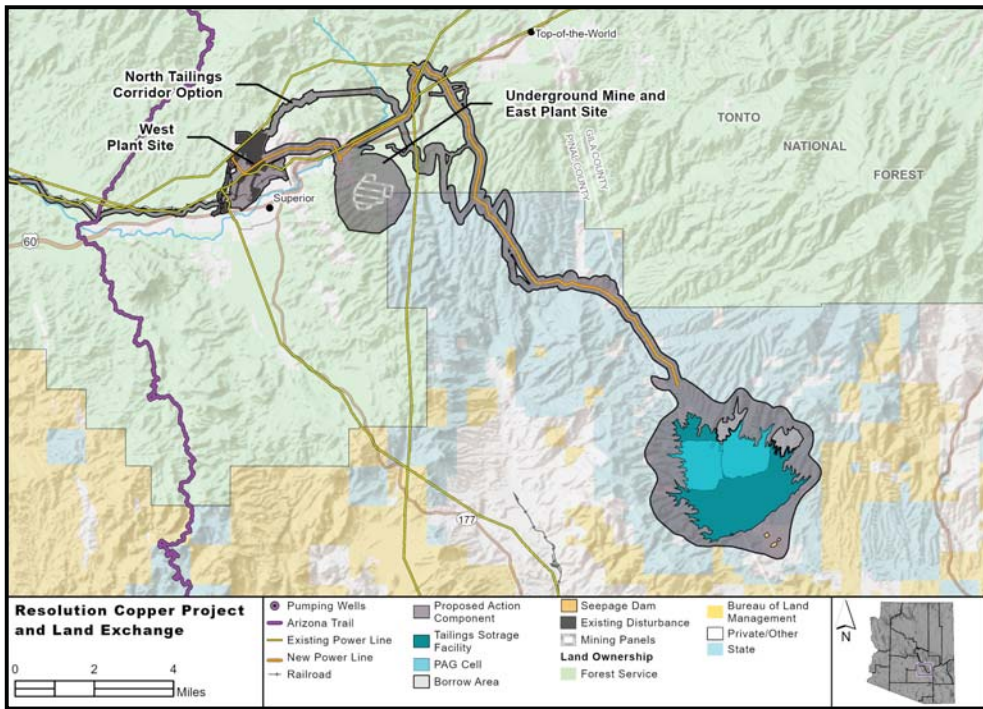 Top-of-the-World
North Tailings
Corridor Option
Underground Mine and
East Plant Site
West
Plant Site
TONTO
NATIONAL
FOREST
GILA COUNTY
PINAL COUNTY
Superior
60
177
Resolution Copper Project
and Land Exchange
0 2 4
Miles
Pumping Wells
Arizona Trail
Existing Power Line
New Power Line
Railroad
Proposed Action
Component
Tailings Sotrage
Facility
PAG Cell
Borrow Area
Seepage Dam
Existing Disturbance
Mining Panels
Land Ownership
Forest Service
Bureau of Land
Management
Private/Other
State
N